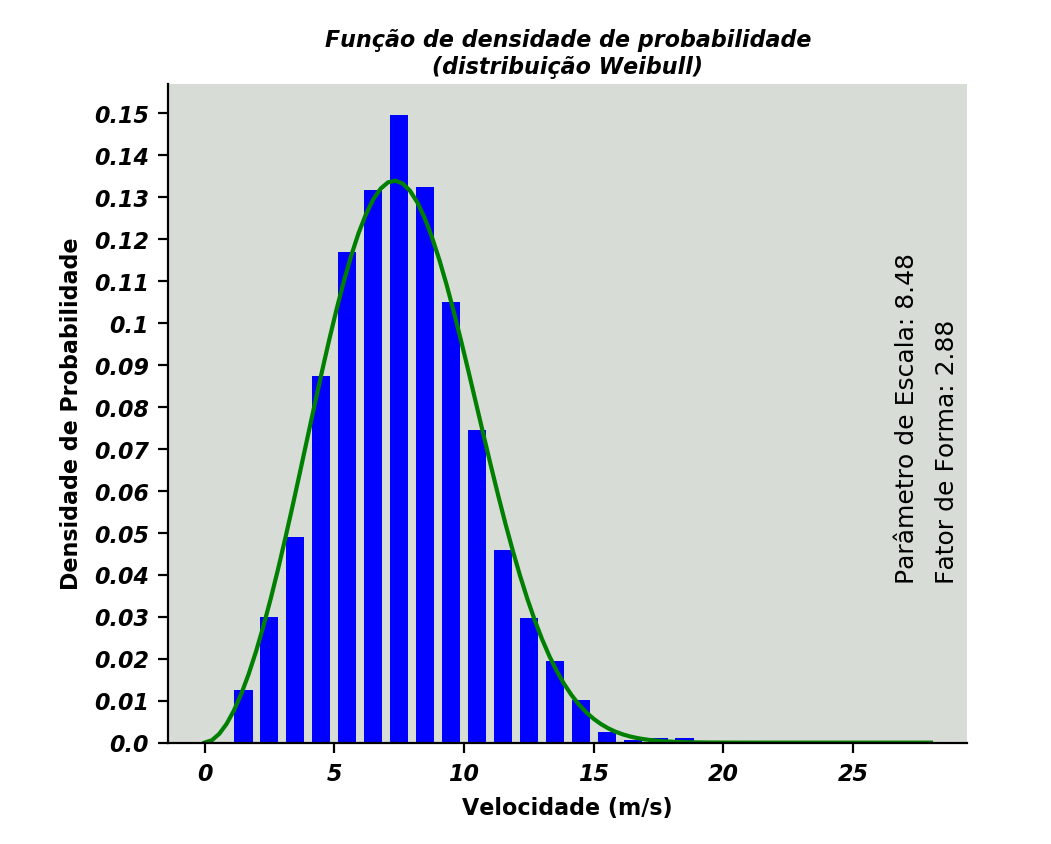 Função de densidade de probabilidade
(distribuição Weibull)
Densidade de Probabilidade
0.15
0.14
0.13
0.12
0.11
0.1
0.09
0.08
0.07
0.06
0.05
0.04
0.03
0.02
0.01
0.0
Parâmetro de Escala: 8.48
Fator de Forma: 2.88
0 5 10 15 20 25
Velocidade (m/s)